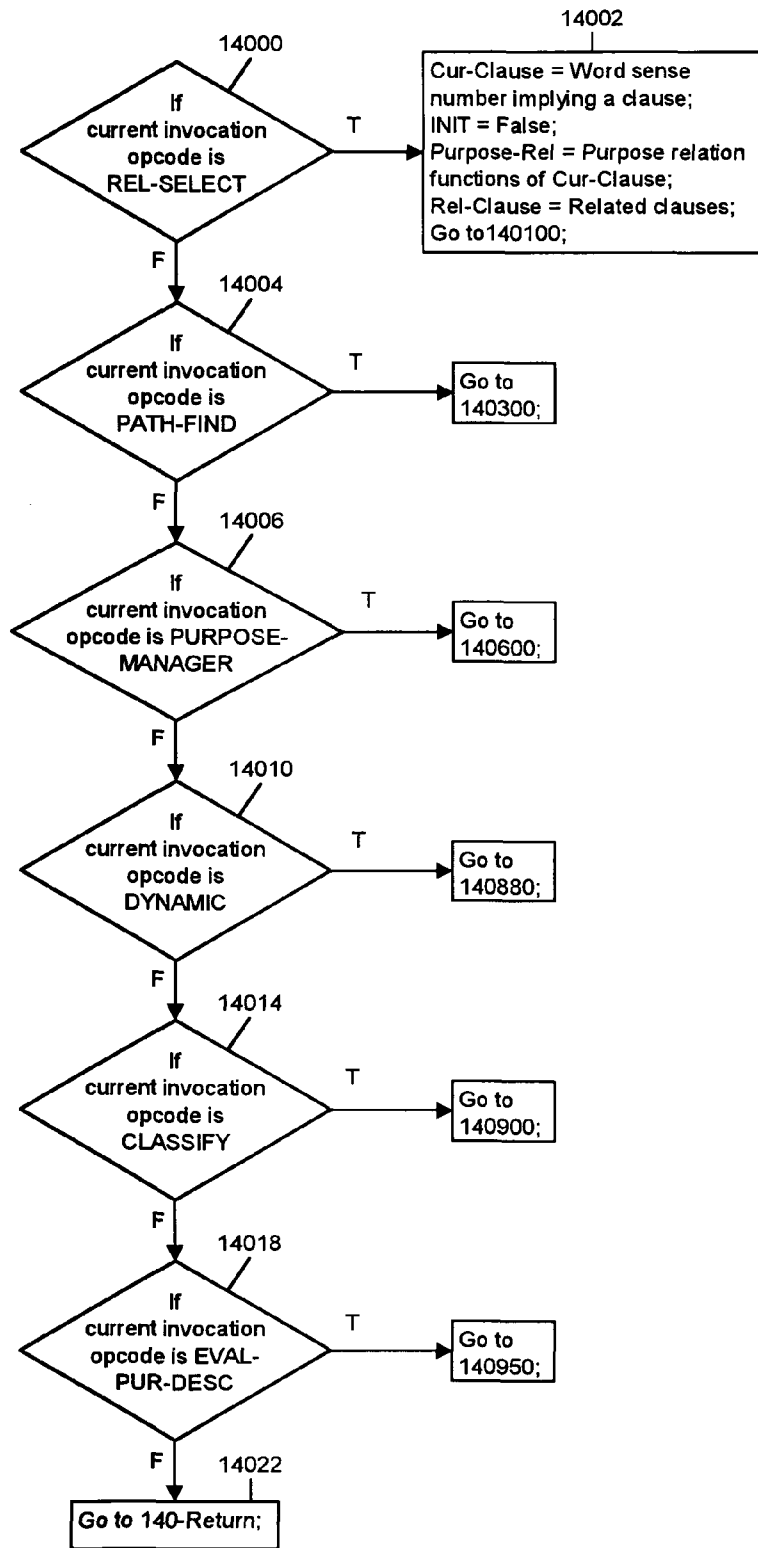 14000
14002
If
current invocation
opcode is
REL-SELECT
T
Cur-Clause = Word sense
number implying a clause;
INIT = False;
Purpose-Rel = Purpose relation
functions of Cur-Clause;
Rel-Clause = Related clauses;
Go to140100;
F
14004
If
current invocation
opcode is
PATH-FIND
T
Go to
140300;
F
14006
If
current invocation
opcode is PURPOSE-
MANAGER
T
Go to
140600;
F
14010
If
current invocation
opcode is
DYNAMIC
T
Go to
140880;
F
14014
If
current invocation
opcode is
CLASSIFY
T
Go to
140900;
F
14018
If
current invocation
opcode is EVAL-
PUR-DESC
T
Go to
140950;
F
14022
Go to 140-Return;